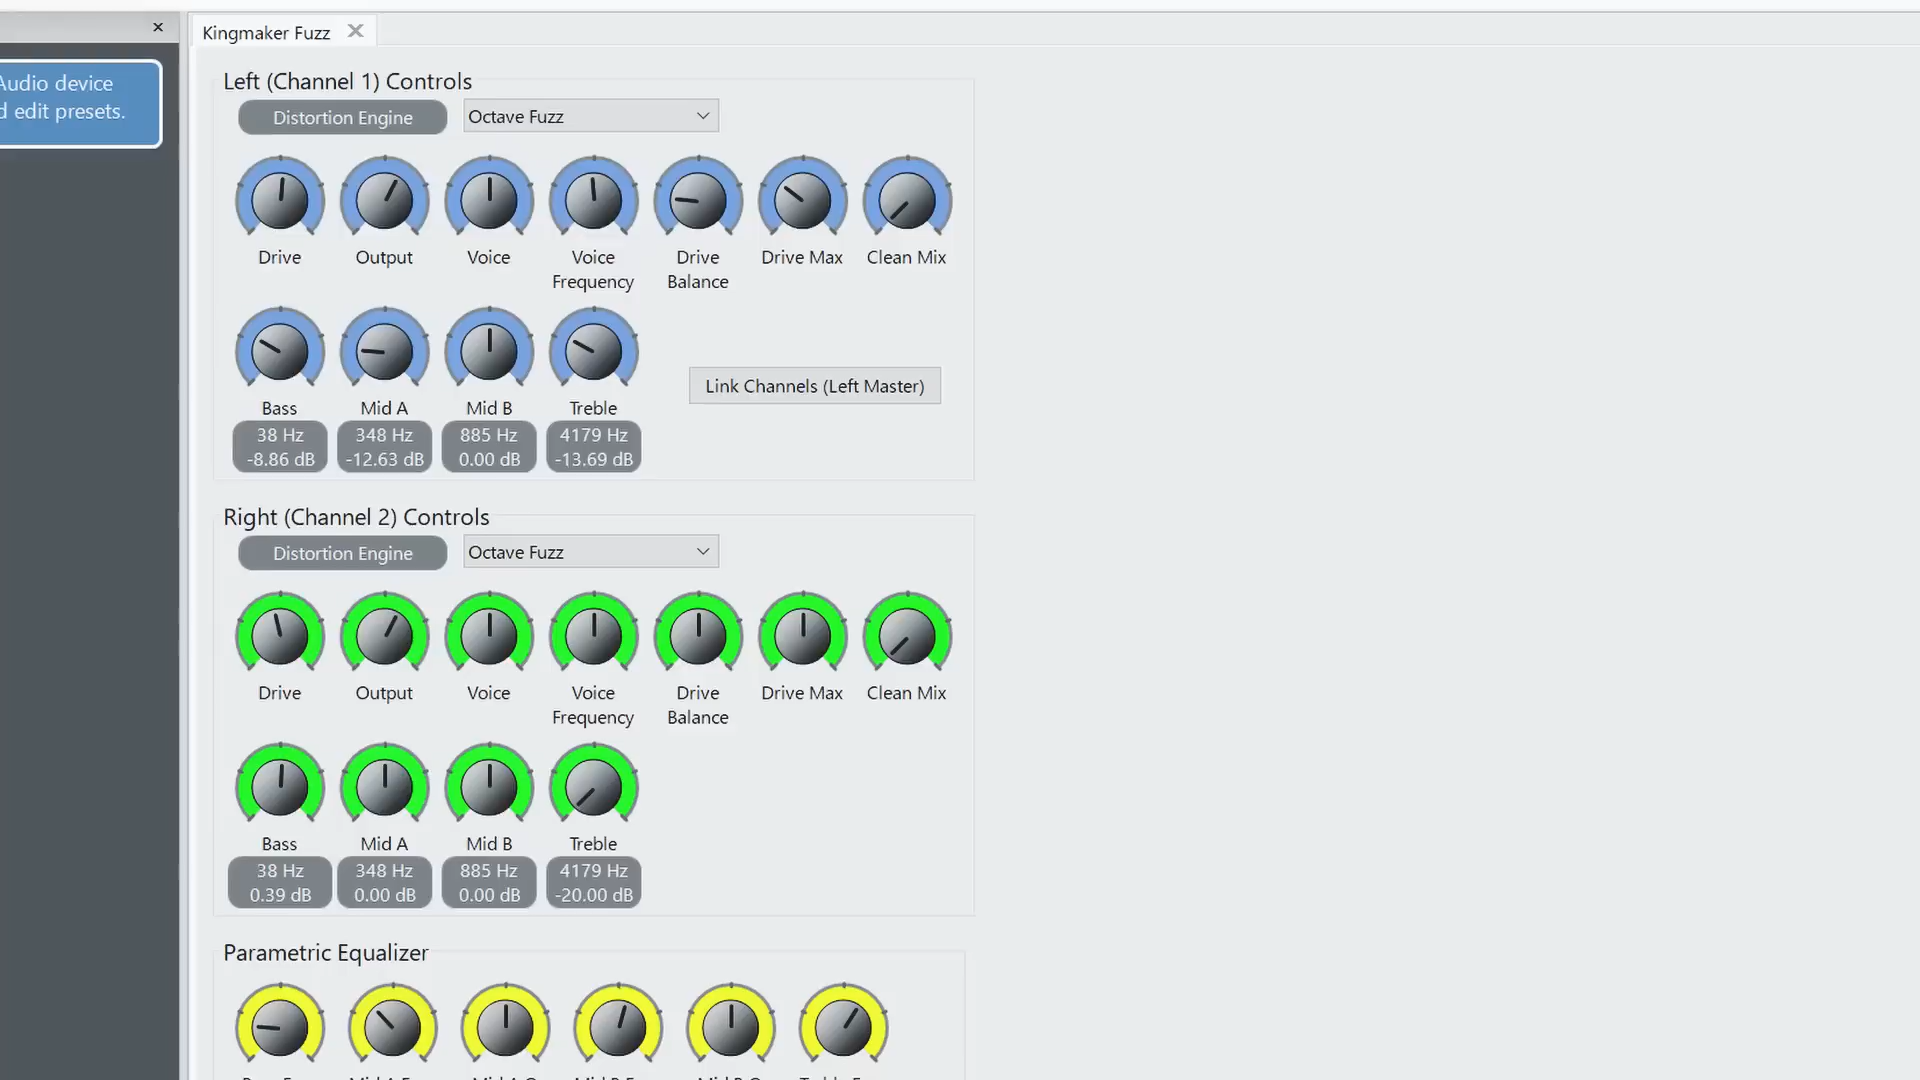 Kingmaker Fuzz
Audio device
edit presets.
Left (Channel 1) Controls
Distortion Engine
Octave Fuzz
Drive
Output
Voice
Voice
Frequency
Drive
Balance
Drive Max
Clean Mix
Bass
Mid A
Mid B
Treble
38 Hz
-8.86 dB
348 Hz
-12.63 dB
885 Hz
0.00 dB
4179 Hz
-13.69 dB
Link Channels (Left Master)
Right (Channel 2) Controls
Distortion Engine
Octave Fuzz
Drive
Output
Voice
Voice
Frequency
Drive
Balance
Drive Max
Clean Mix
Bass
Mid A
Mid B
Treble
38 Hz
0.39 dB
348 Hz
0.00 dB
885 Hz
0.00 dB
4179 Hz
-20.00 dB
Parametric Equalizer